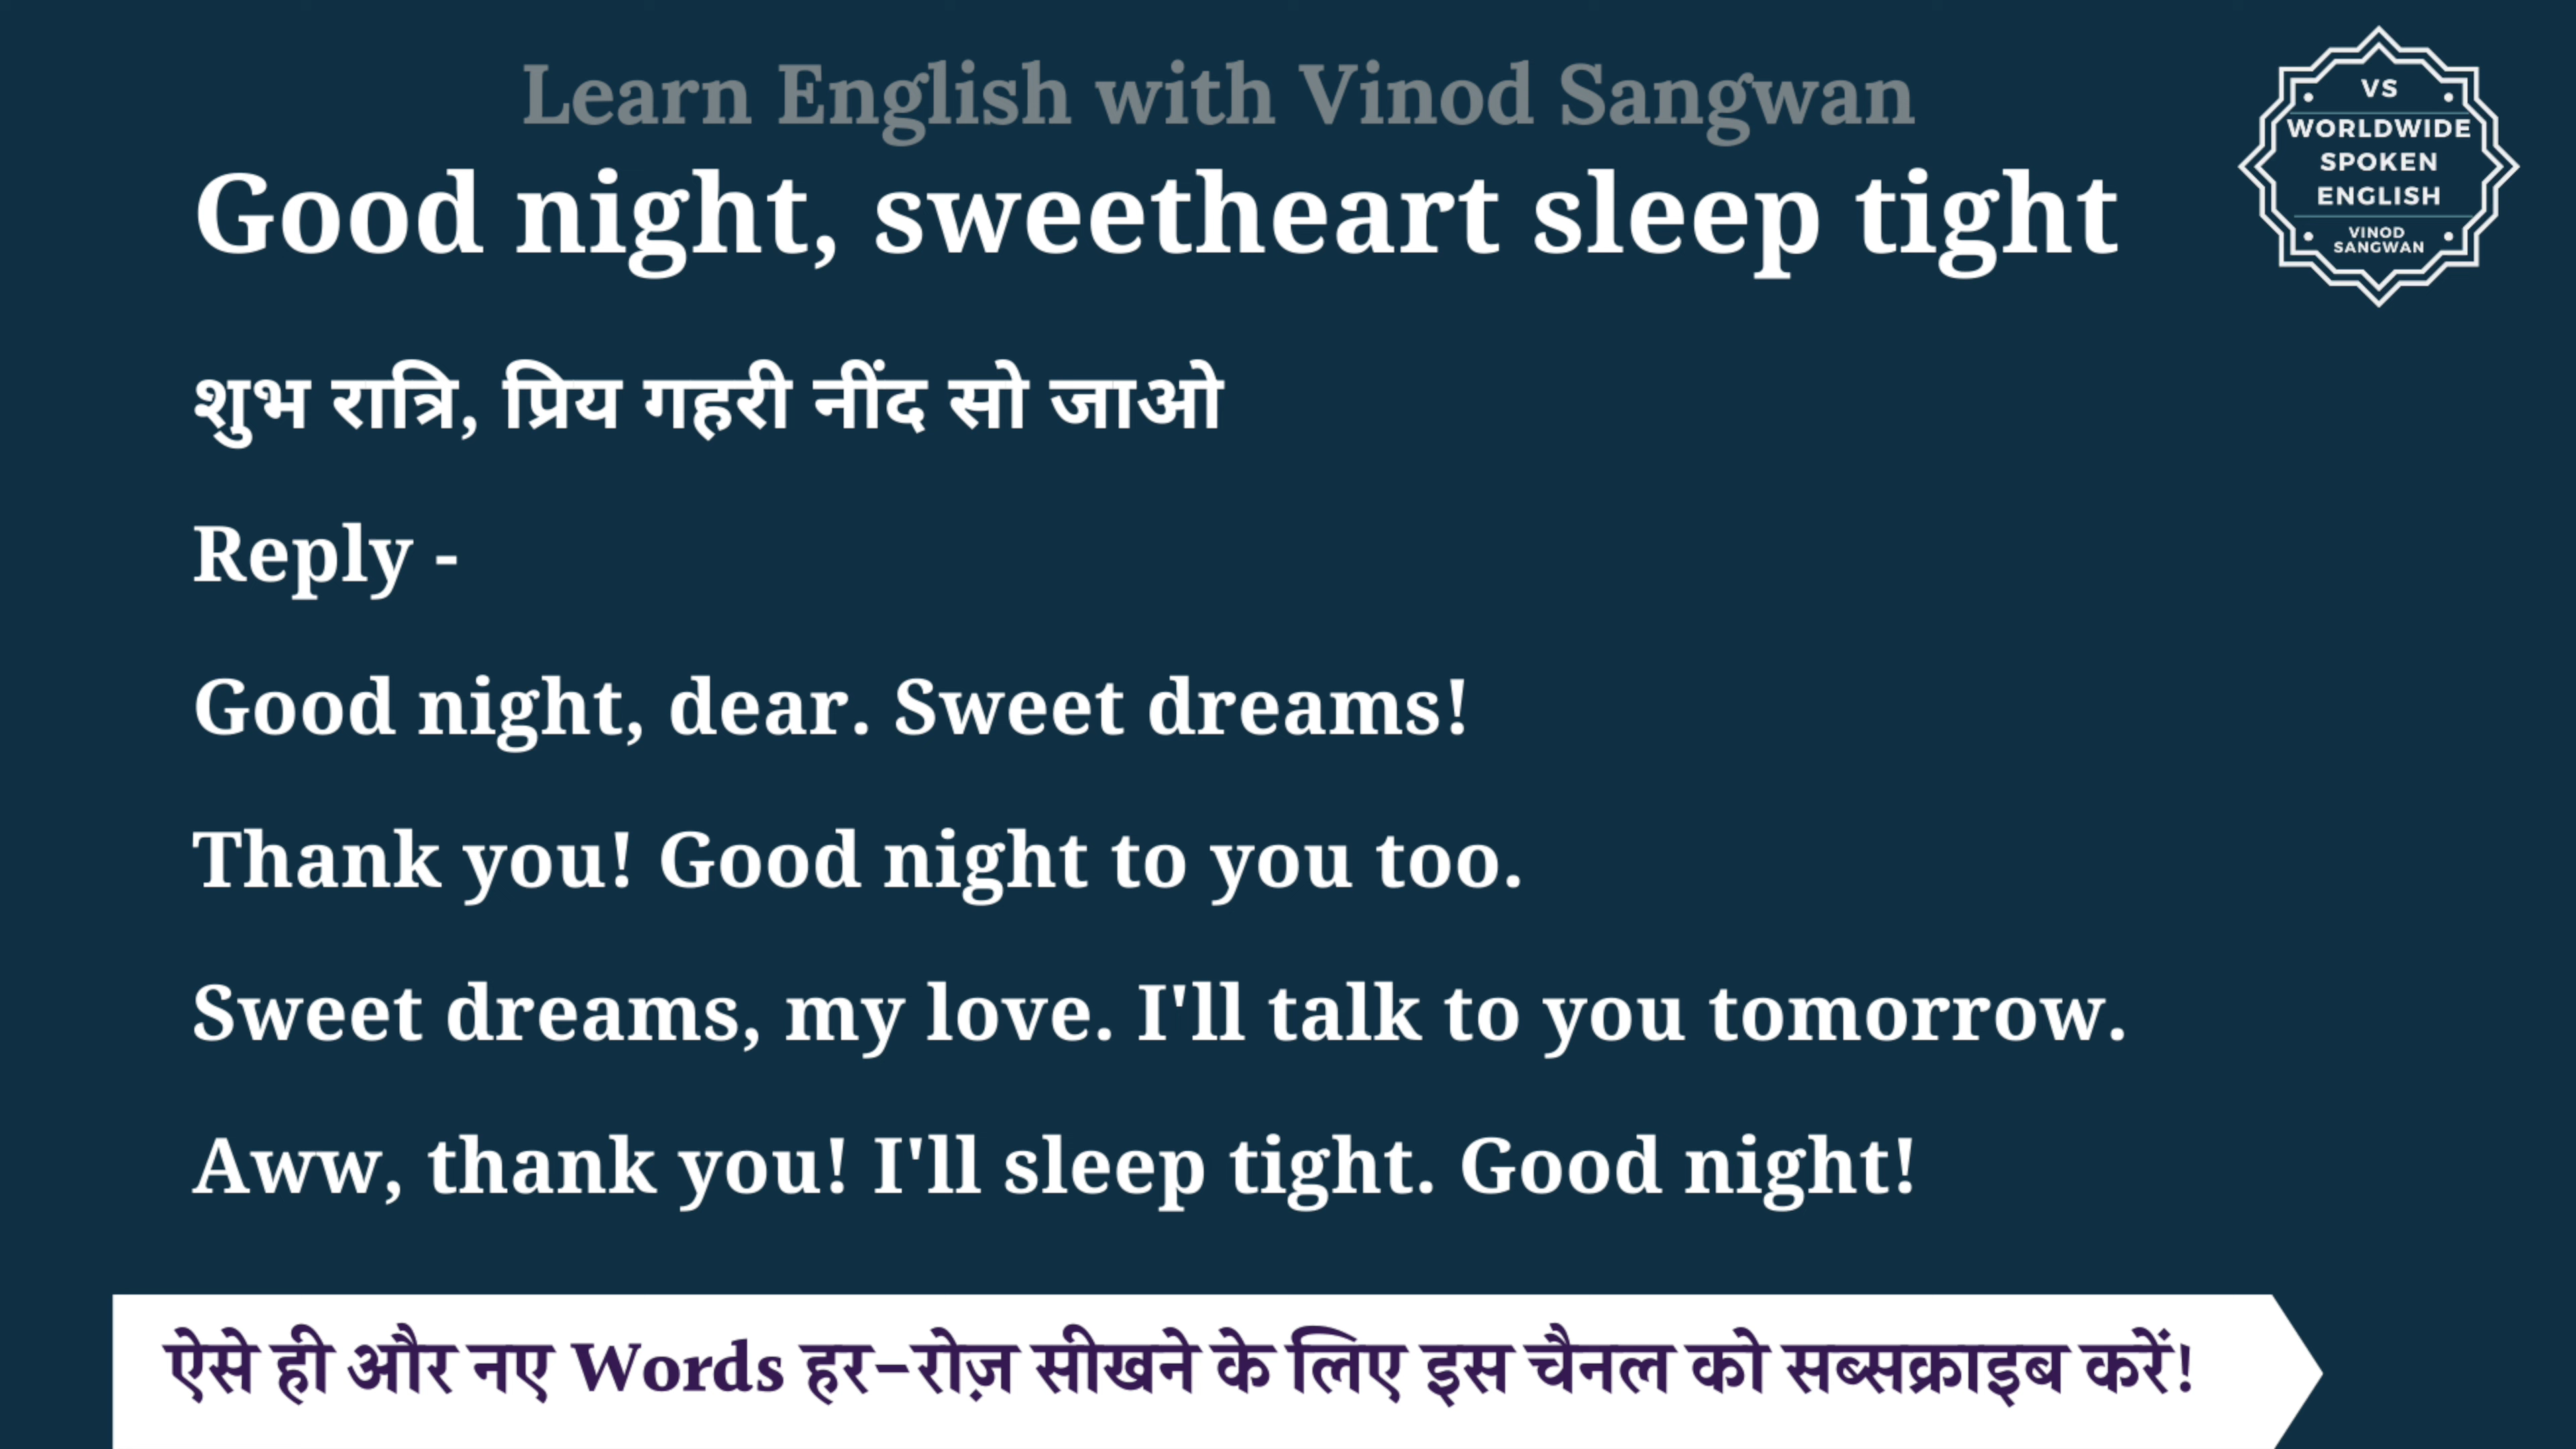 Learn English with Vinod Sangwan
VS
WORLDWIDE
SPOKEN
ENGLISH
VINOD
SANGWAN
Good night, sweetheart sleep tight
शुभ रात्रि, प्रिय गहरी नींद सो जाओ
Reply -
Good night, dear. Sweet dreams!
Thank you! Good night to you too.
Sweet dreams, my love. I'll talk to you tomorrow.
Aww, thank you! I'll sleep tight. Good night!
ऐसे ही और नए Words हर-रोज़ सीखने के लिए इस चैनल को सब्सक्राइब करें!